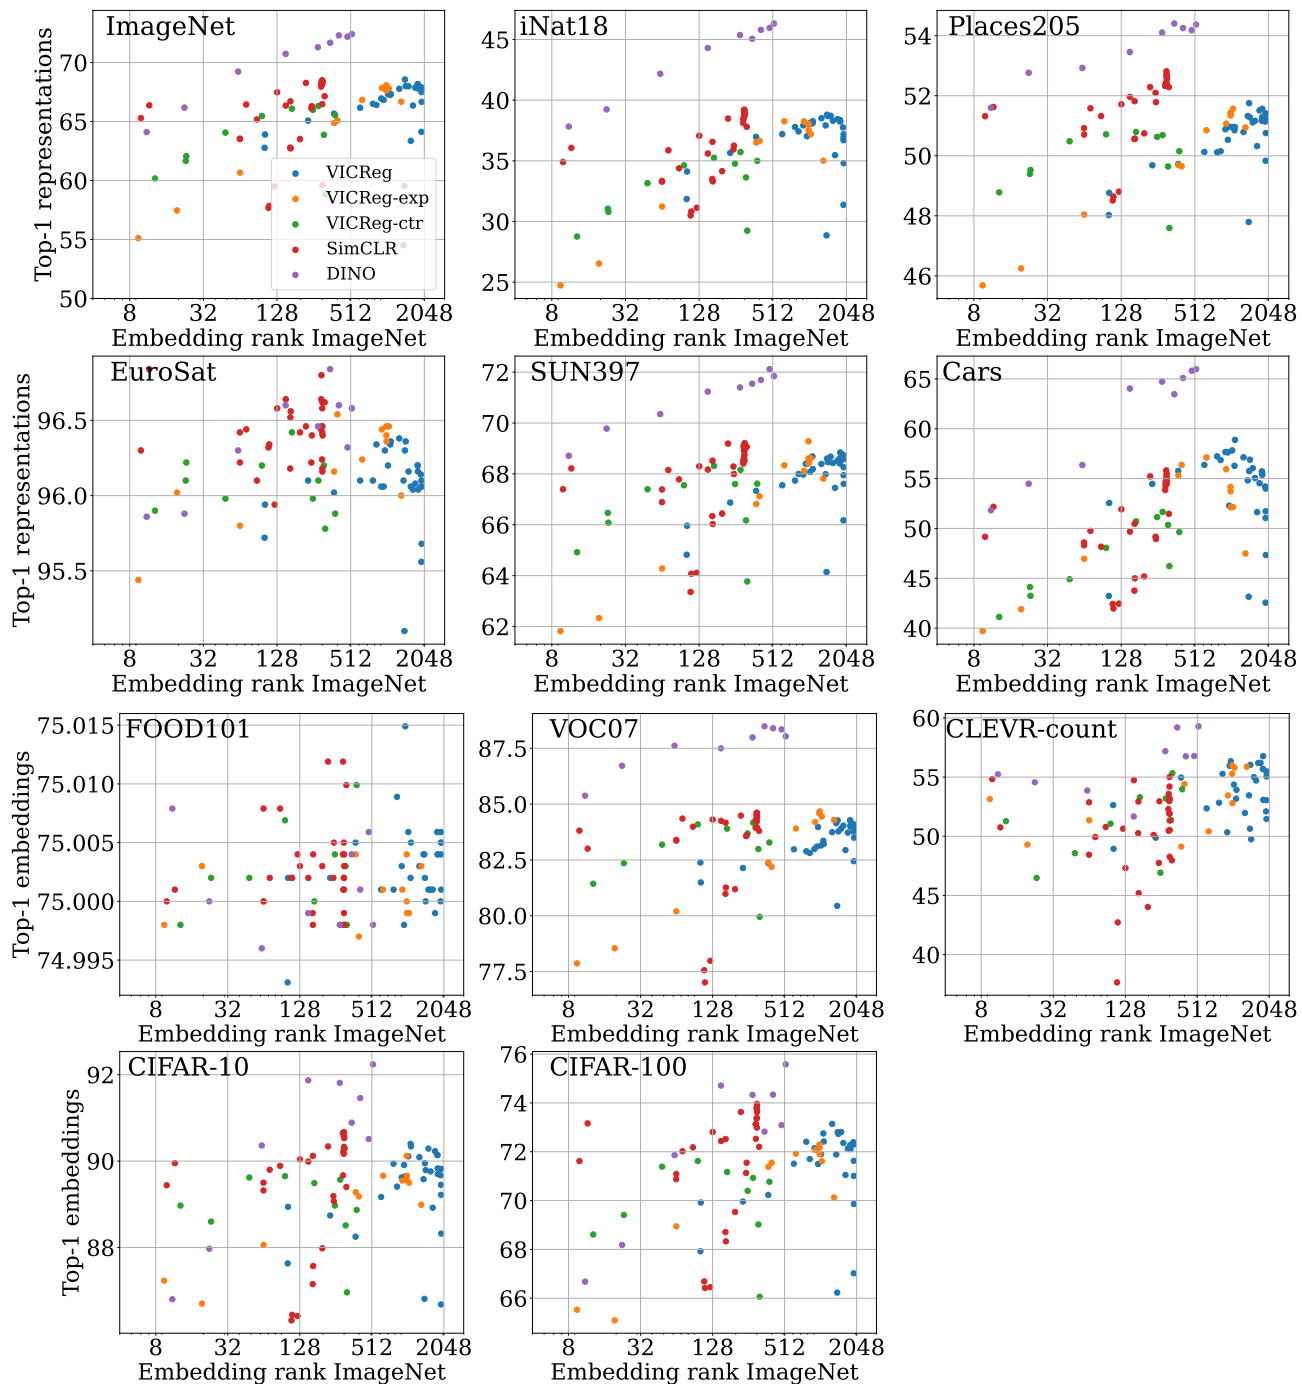 ImageNet
iNat18
Places205
Top-1 representations
70
65
60
55
50
VICReg
VICReg-exp
VICReg-ctr
SimCLR
DINO
45
40
35
30
25
54
52
50
48
46
8 32 128 512 2048
8 32 128 512 2048
8 32 128 512 2048
Embedding rank ImageNet
Embedding rank ImageNet
Embedding rank ImageNet
EuroSat
SUN397
Cars
Top-1 representations
96.5
96.0
95.5
72
70
68
66
64
62
65
60
55
50
45
40
8 32 128 512 2048
8 32 128 512 2048
8 32 128 512 2048
Embedding rank ImageNet
Embedding rank ImageNet
Embedding rank ImageNet
FOOD101
VOC07
CLEVR-count
Top-1 embeddings
75.015
75.010
75.005
75.000
74.995
87.5
85.0
82.5
80.0
77.5
60
55
50
45
40
8 32 128 512 2048
8 32 128 512 2048
8 32 128 512 2048
Embedding rank ImageNet
Embedding rank ImageNet
Embedding rank ImageNet
CIFAR-10
CIFAR-100
Top-1 embeddings
92
90
88
76
74
72
70
68
66
8 32 128 512 2048
8 32 128 512 2048
Embedding rank ImageNet
Embedding rank ImageNet